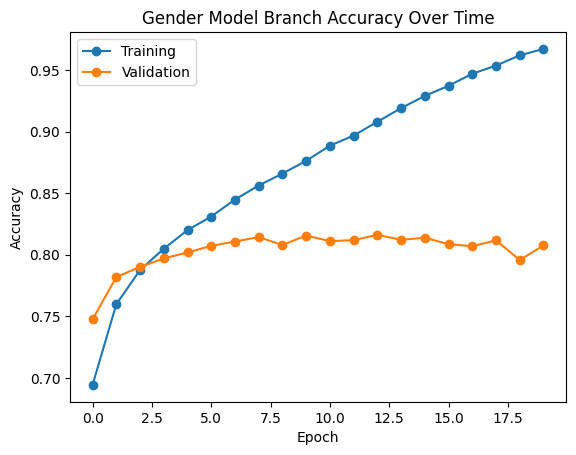 Gender Model Branch Accuracy Over Time
Training
Validation
0.95
0.90
0.85
0.80
0.75
0.70
Accuracy
0.0 2.5 5.0 7.5 10.0 12.5 15.0 17.5
Epoch